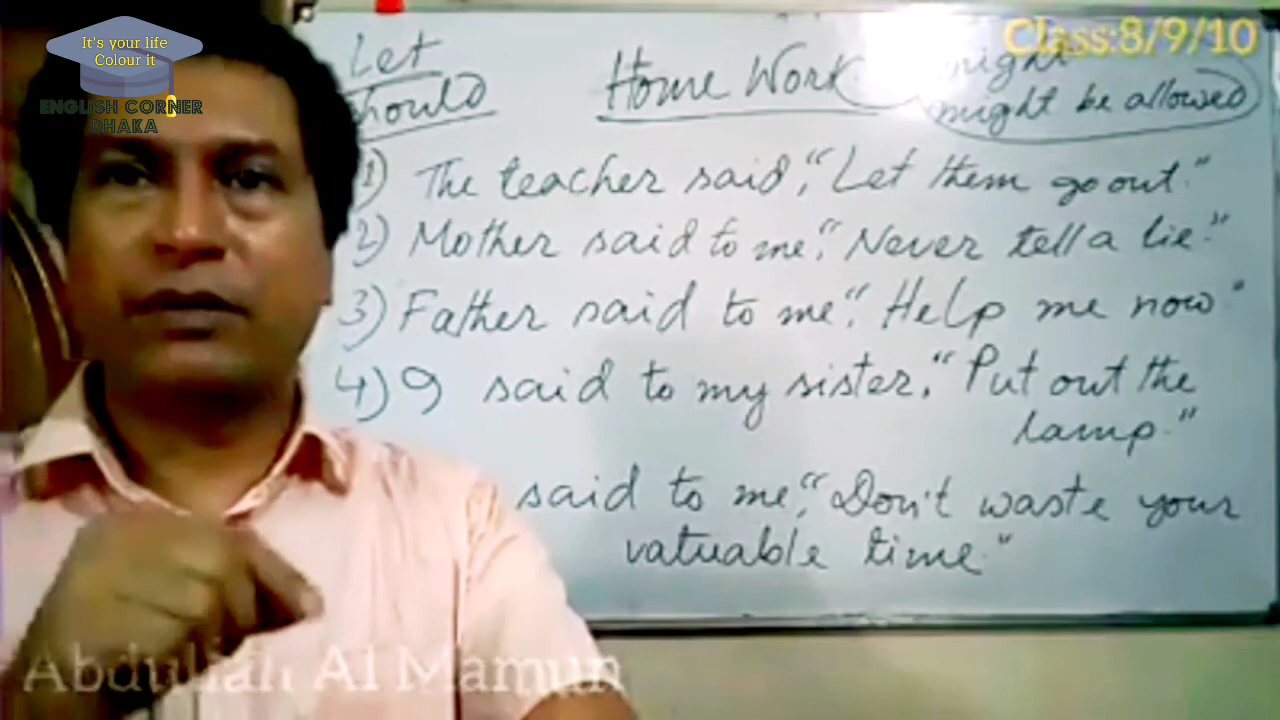 It's your life
Colour it
ENGLISH CORNER
DHAKA
Class:8/9/10
Let
Should
Home Work
might
might be allowed
1) The teacher said, "Let them go out."
2) Mother said to me, "Never tell a lie."
3) Father said to me, "Help me now"
4) I said to my sister, "Put out the
lamp."
said to me, "Don't waste your
valuable time."
Abdullah Al Mamun